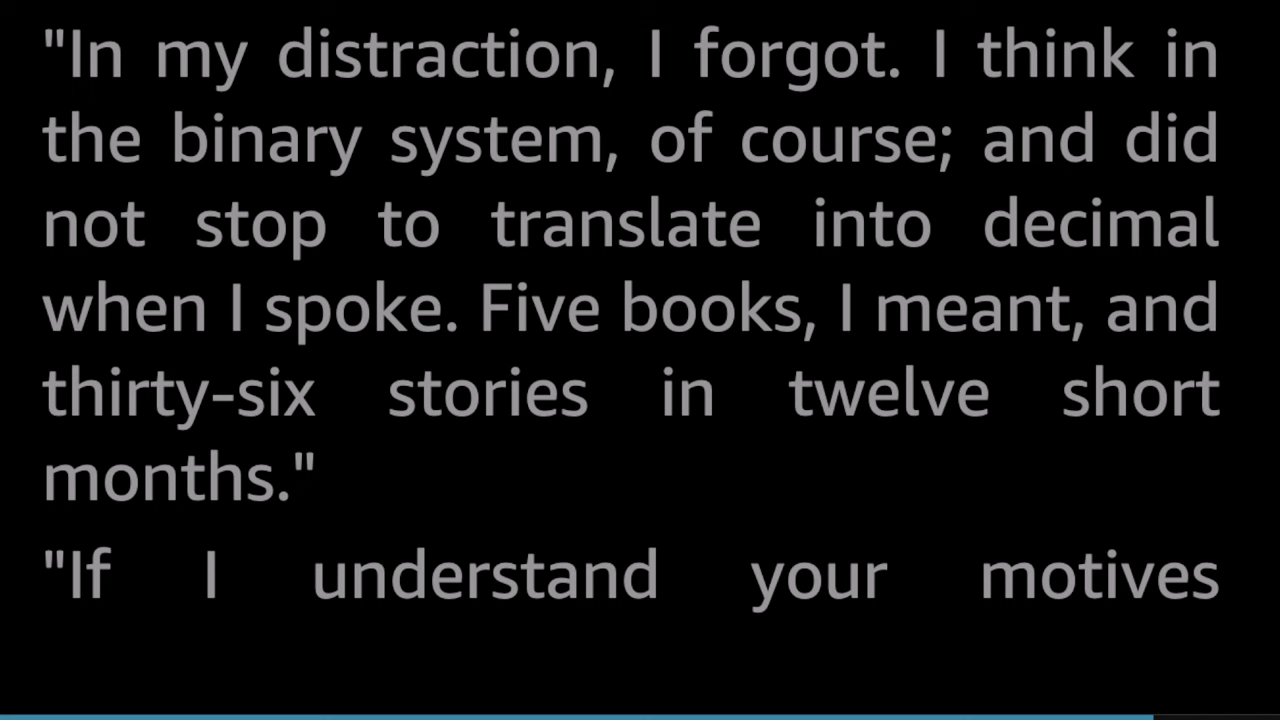 "In my distraction, I forgot. I think in
the binary system, of course; and did
not stop to translate into decimal
when I spoke. Five books, I meant, and
thirty-six stories in twelve short
months."
"If I understand your motives